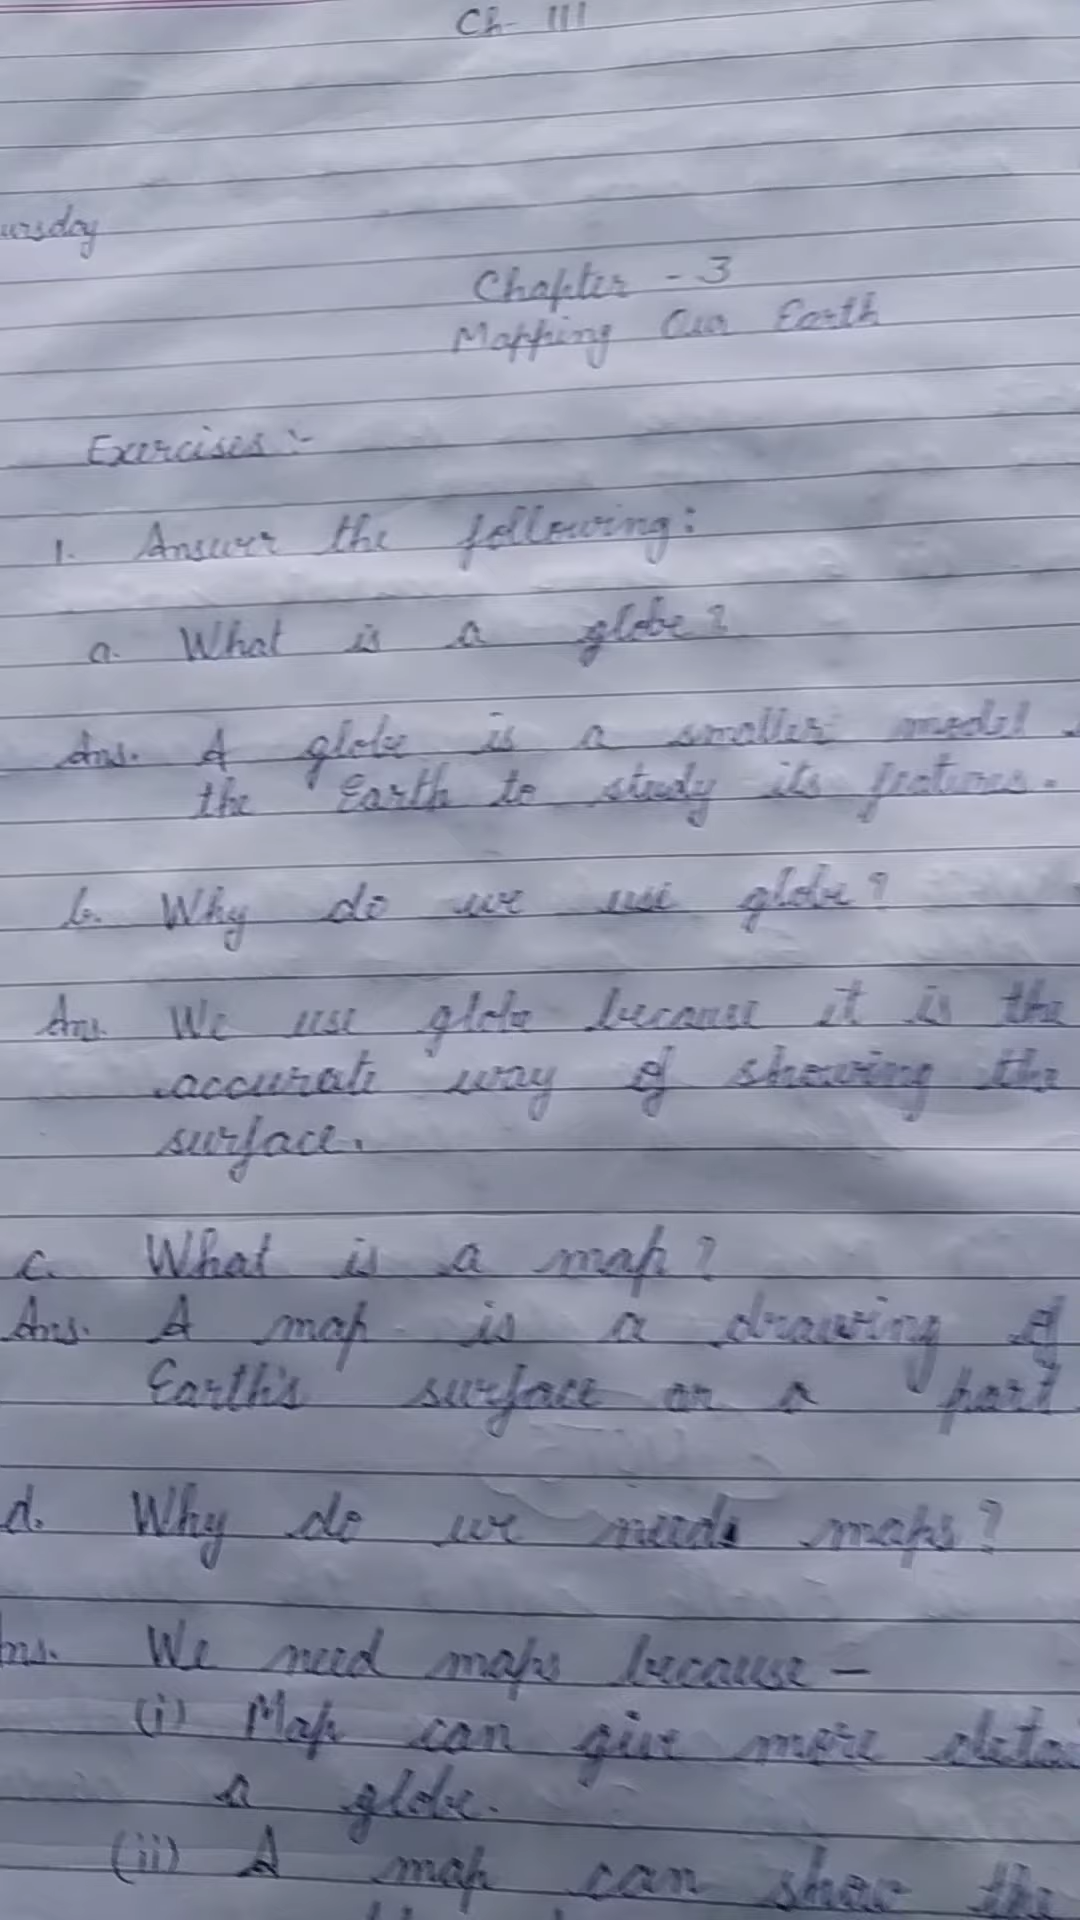 Ch- III
ursday
Chapter - 3
Mapping Our Earth
Exercises :-
1. Answer the following:
a. What is a globe?
Ans. A globe is a smaller model
the Earth to study its features.
b. Why do we use globe?
Ans. We use globe because it is the
accurate way of showing the
surface.
c. What is a map?
Ans. A map is a drawing of
Earth's surface or a part
d. Why do we needs maps?
ns. We need maps because –
(i) Map can give more detai
a globe.
(ii) A map can show the